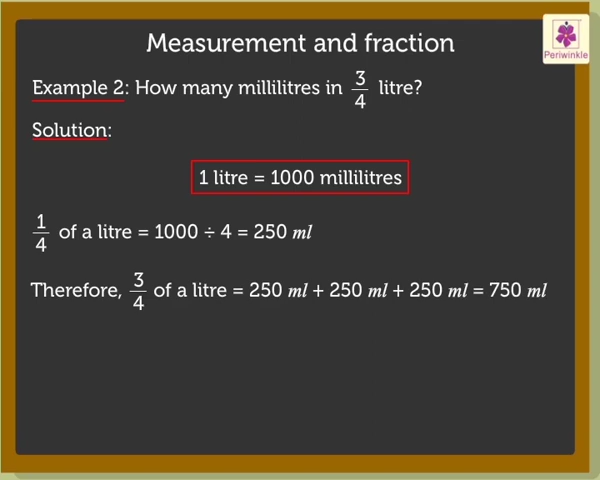 Measurement and fraction
Periwinkle
Example 2: How many millilitres in 3/4 litre?
Solution:
1 litre = 1000 millilitres
1/4 of a litre = 1000 ÷ 4 = 250 ml
Therefore, 3/4 of a litre = 250 ml + 250 ml + 250 ml = 750 ml